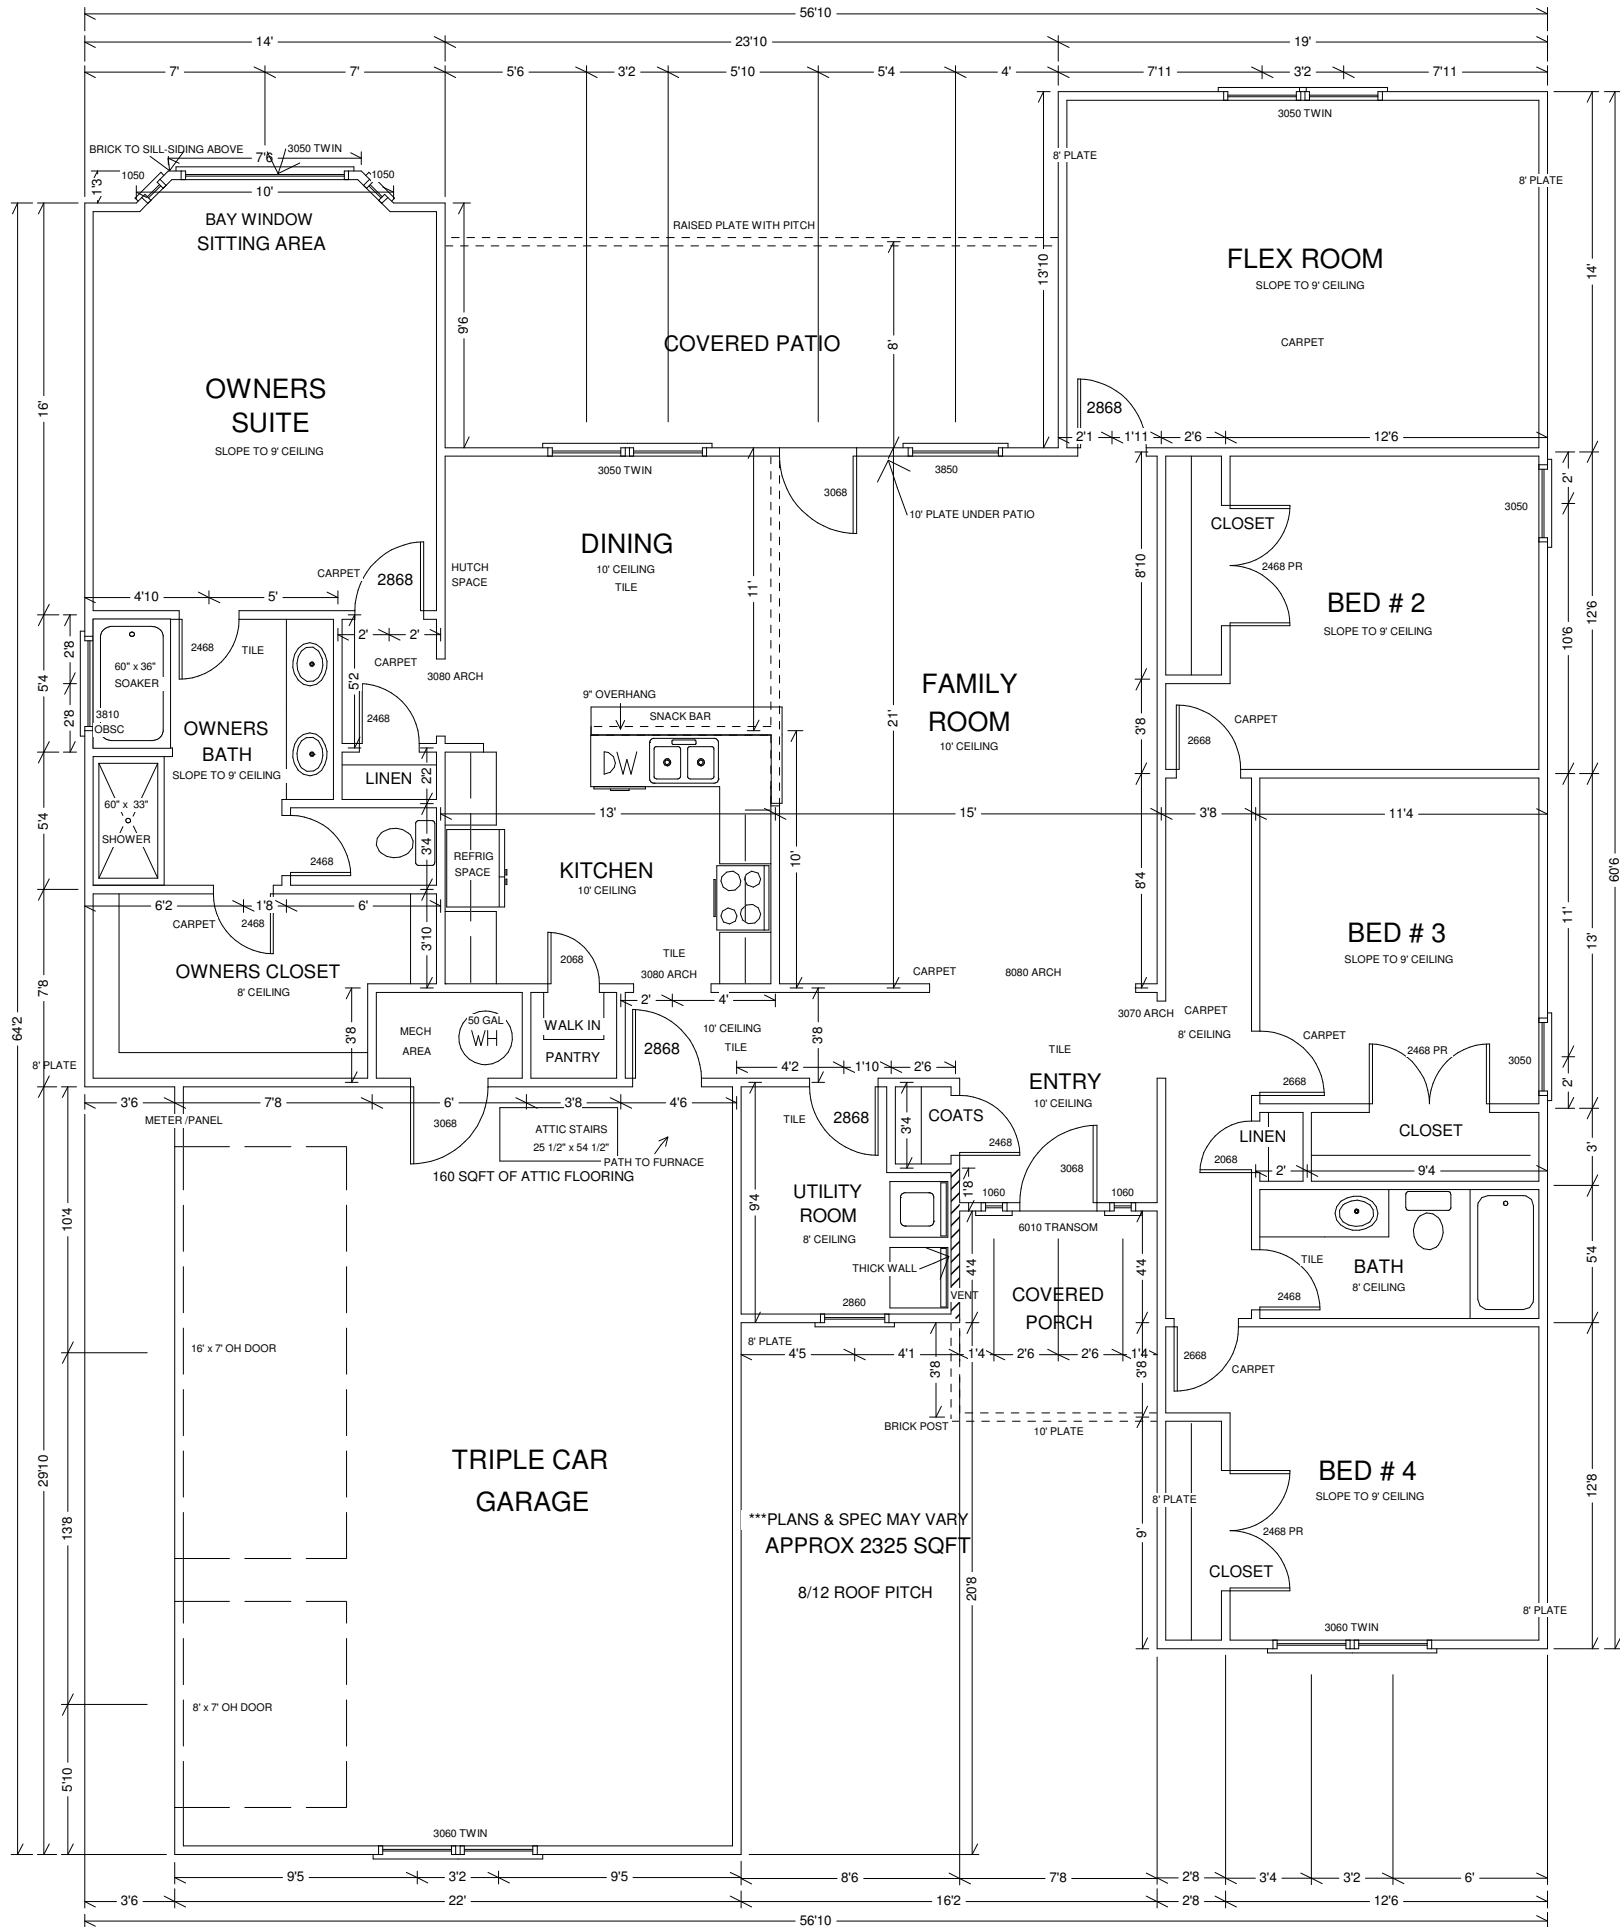 56'10
14'
23'10
19'
7'
7'
5'6
3'2
5'10
5'4
4'
7'11
3'2
7'11
3050 TWIN
BRICK TO SILL-SIDING ABOVE
3050 TWIN
7'6
8' PLATE
1050
1050
1'3
10'
8' PLATE
BAY WINDOW
SITTING AREA
RAISED PLATE WITH PITCH
FLEX ROOM
SLOPE TO 9' CEILING
13'10
14'
9'6
COVERED PATIO
8'
CARPET
OWNERS
SUITE
SLOPE TO 9' CEILING
16'
2868
2'1
1'11
2'6
12'6
3050 TWIN
3850
3068
2'
3050
10' PLATE UNDER PATIO
CLOSET
DINING
10' CEILING
TILE
HUTCH
SPACE
CARPET
2868
11'
8'10
2468 PR
BED # 2
SLOPE TO 9' CEILING
10'6
12'6
4'10
5'
2468
TILE
2'
2'
CARPET
3080 ARCH
60" x 36"
SOAKER
2'8
5'4
2'8
5'2
3810
OBSC
2468
OWNERS
BATH
SLOPE TO 9' CEILING
9" OVERHANG
SNACK BAR
DW
FAMILY
ROOM
10' CEILING
21'
3'8
CARPET
2668
LINEN
2'2
60" x 33"
SHOWER
5'4
13'
15'
3'8
11'4
2468
3'4
REFRIG
SPACE
KITCHEN
10' CEILING
10'
8'4
60'6
6'2
1'8
6'
CARPET
2468
3'10
BED # 3
SLOPE TO 9' CEILING
11'
13'
OWNERS CLOSET
8' CEILING
7'8
2068
TILE
3080 ARCH
CARPET
8080 ARCH
2'
4'
3070 ARCH
CARPET
8' CEILING
64'2
3'8
MECH
AREA
50 GAL
WH
WALK IN
PANTRY
2868
10' CEILING
TILE
3'8
TILE
CARPET
2468 PR
3050
8' PLATE
4'2
1'10
2'6
ENTRY
10' CEILING
2668
2'
3'6
7'8
6'
3'8
4'6
METER /PANEL
3068
ATTIC STAIRS
25 1/2" x 54 1/2"
PATH TO FURNACE
160 SQFT OF ATTIC FLOORING
TILE
2868
3'4
COATS
2468
3068
LINEN
2068
CLOSET
3'
2'
9'4
9'4
UTILITY
ROOM
8' CEILING
1'8
1060
1060
6010 TRANSOM
10'4
THICK WALL
VENT
2860
4'4
COVERED
PORCH
4'4
TILE
2468
BATH
8' CEILING
5'4
16' x 7' OH DOOR
8' PLATE
4'5
4'1
1'4
2'6
2'6
1'4
3'8
3'8
2668
CARPET
BRICK POST
10' PLATE
TRIPLE CAR
GARAGE
29'10
13'8
BED # 4
SLOPE TO 9' CEILING
12'8
8' PLATE
***PLANS & SPEC MAY VARY
APPROX 2325 SQFT
8/12 ROOF PITCH
9'
2468 PR
CLOSET
20'8
8' PLATE
3060 TWIN
8' x 7' OH DOOR
5'10
3060 TWIN
9'5
3'2
9'5
8'6
7'8
2'8
3'4
3'2
6'
3'6
22'
16'2
2'8
12'6
56'10